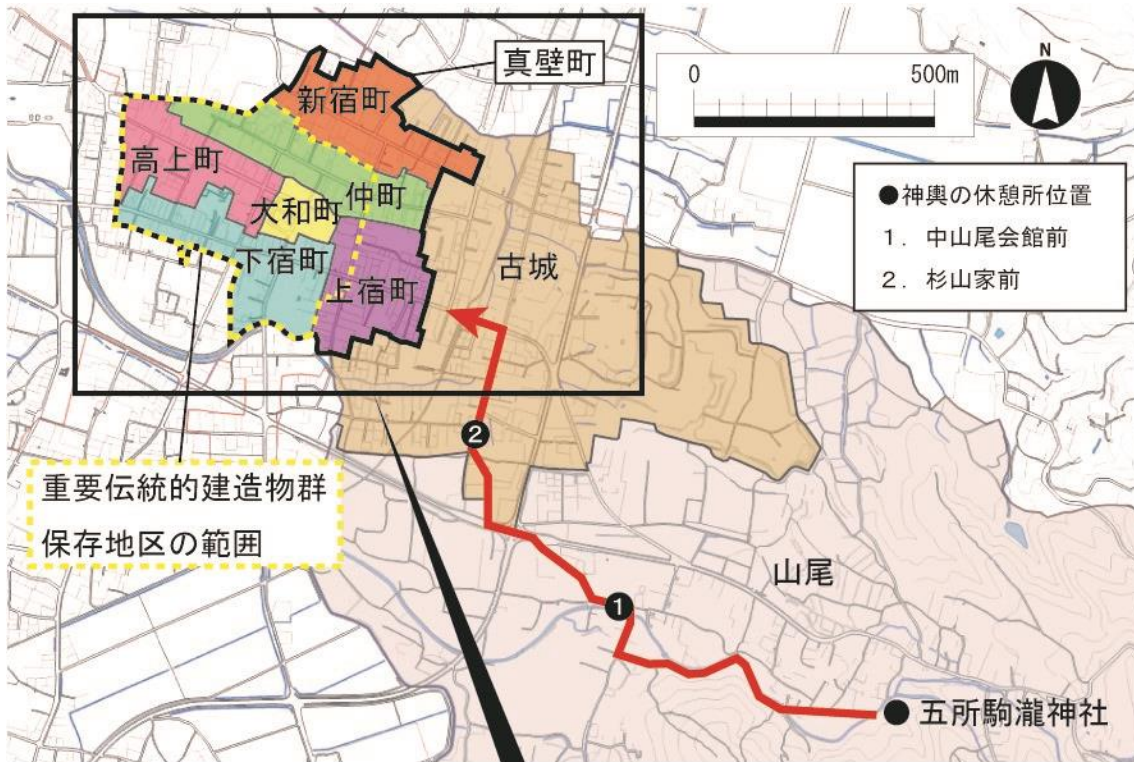 真壁町
0 500m
N
新宿町
高上町
大和町
仲町
下宿町
上宿町
古城
●神輿の休憩所位置
1. 中山尾会館前
2. 杉山家前
2
重要伝統的建造物群
保存地区の範囲
山尾
1
五所駒瀧神社